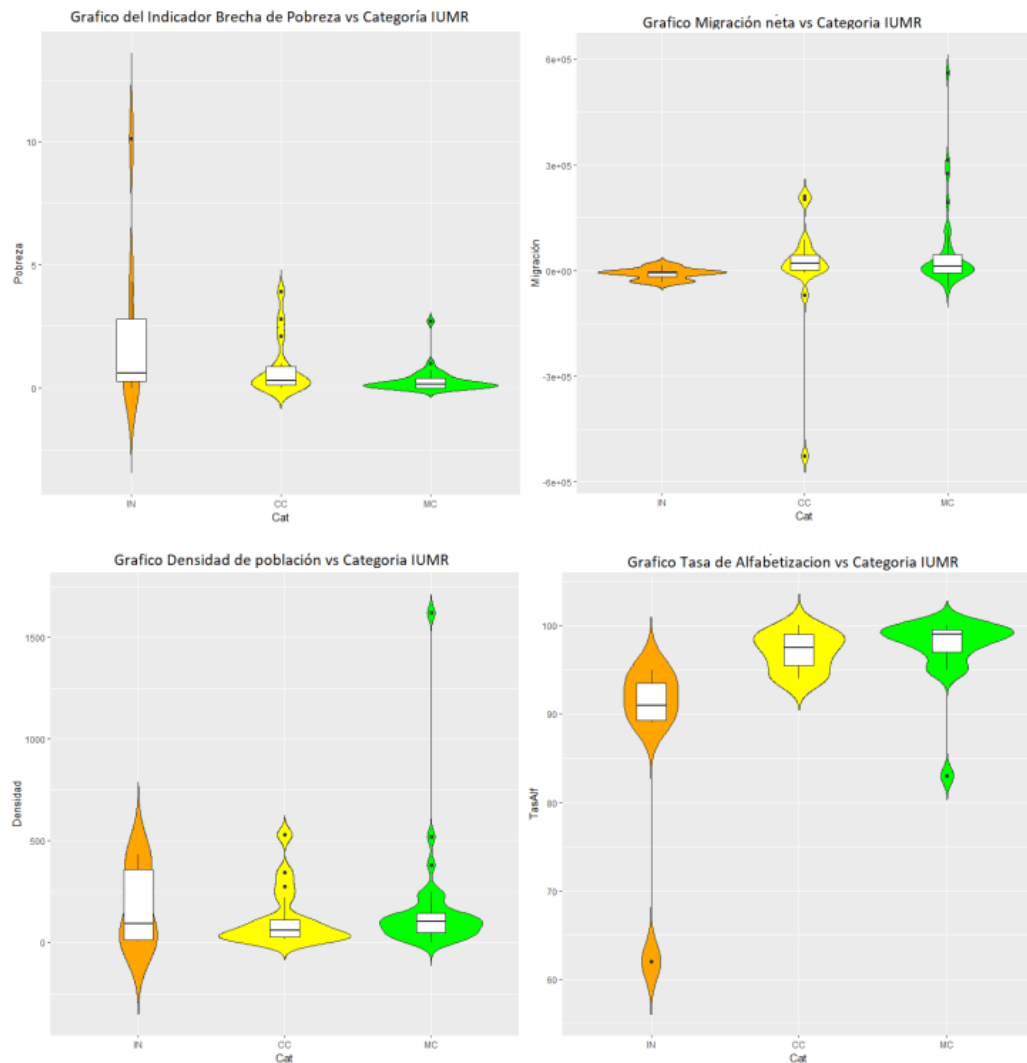 Grafico del Indicador Brecha de Pobreza vs Categoría IUMR
10
5
0
Pobreza
IN
CC
MC
Cat
Grafico Migración neta vs Categoria IUMR
6e+05
3e+05
0e+00
-3e+05
-6e+05
Migración
IN
CC
MC
Cat
Grafico Densidad de población vs Categoria IUMR
1500
1000
500
0
Densidad
IN
CC
MC
Cat
Grafico Tasa de Alfabetizacion vs Categoria IUMR
100
90
80
70
60
TasAlf
IN
CC
MC
Cat